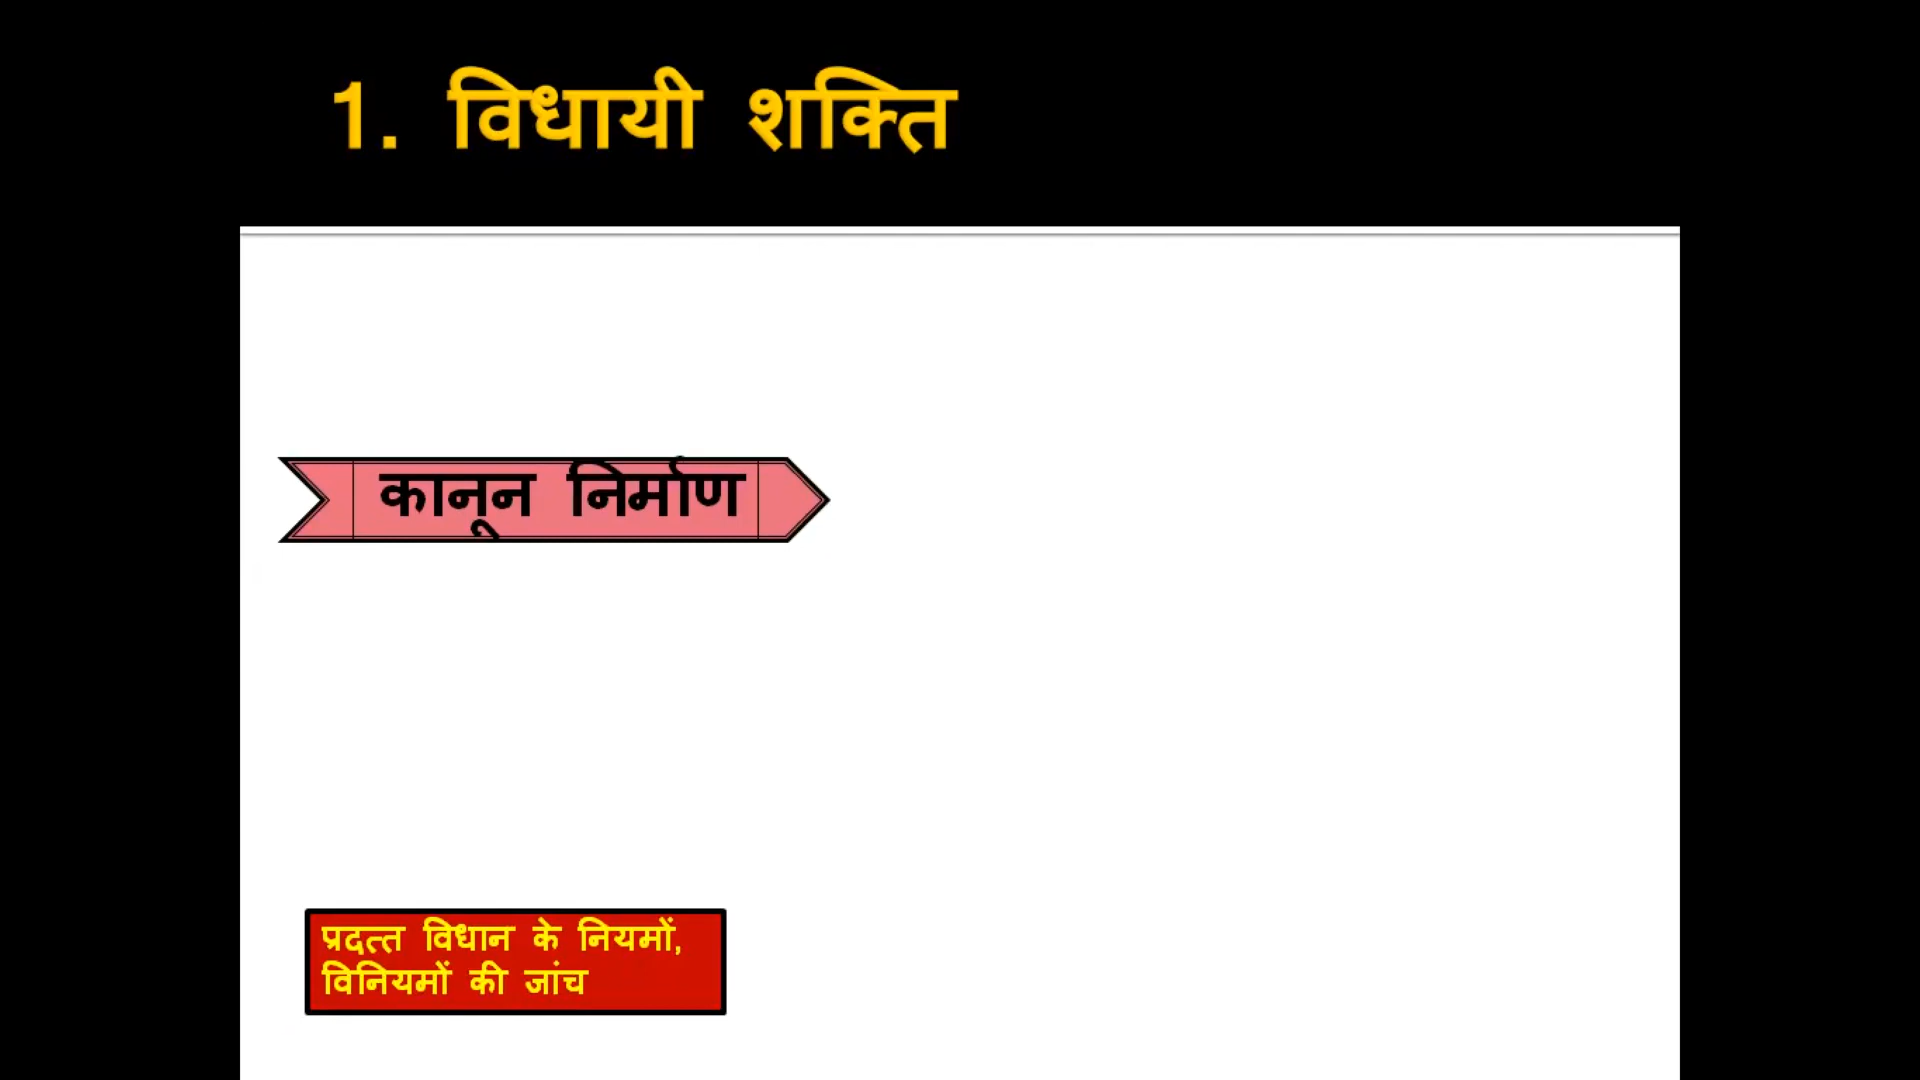 1. विधायी शक्ति
कानून निर्माण
प्रदत्त विधान के नियमों,
विनियमों की जांच